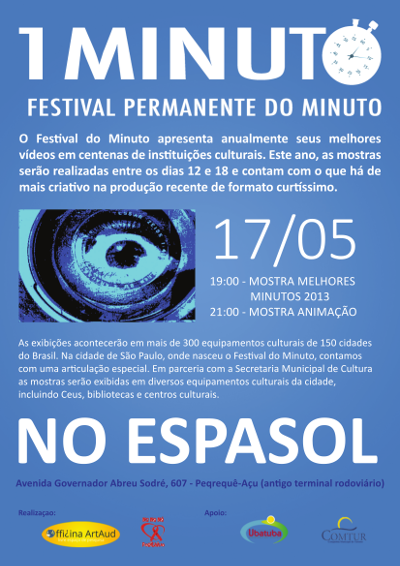 1 MINUTO
FESTIVAL PERMANENTE DO MINUTO
O Festival do Minuto apresenta anualmente seus melhores
vídeos em centenas de instituições culturais. Este ano, as mostras
serão realizadas entre os dias 12 e 18 e contam com o que há de
mais criativo na produção recente de formato curtíssimo.
17/05
19:00 - MOSTRA MELHORES
MINUTOS 2013
21:00 - MOSTRA ANIMAÇÃO
As exibições acontecerão em mais de 300 equipamentos culturais de 150 cidades
do Brasil. Na cidade de São Paulo, onde nasceu o Festival do Minuto, contamos
com uma articulação especial. Em parceria com a Secretaria Municipal de Cultura
as mostras serão exibidas em diversos equipamentos culturais da cidade,
incluindo Ceus, bibliotecas e centros culturais.
NO ESPASOL
Avenida Governador Abreu Sodré, 607 - Peqrequê-Açu (antigo terminal rodoviário)
Realizaçao:
Apoio:
Officina ArtAud
Ubatuba
COMTUR